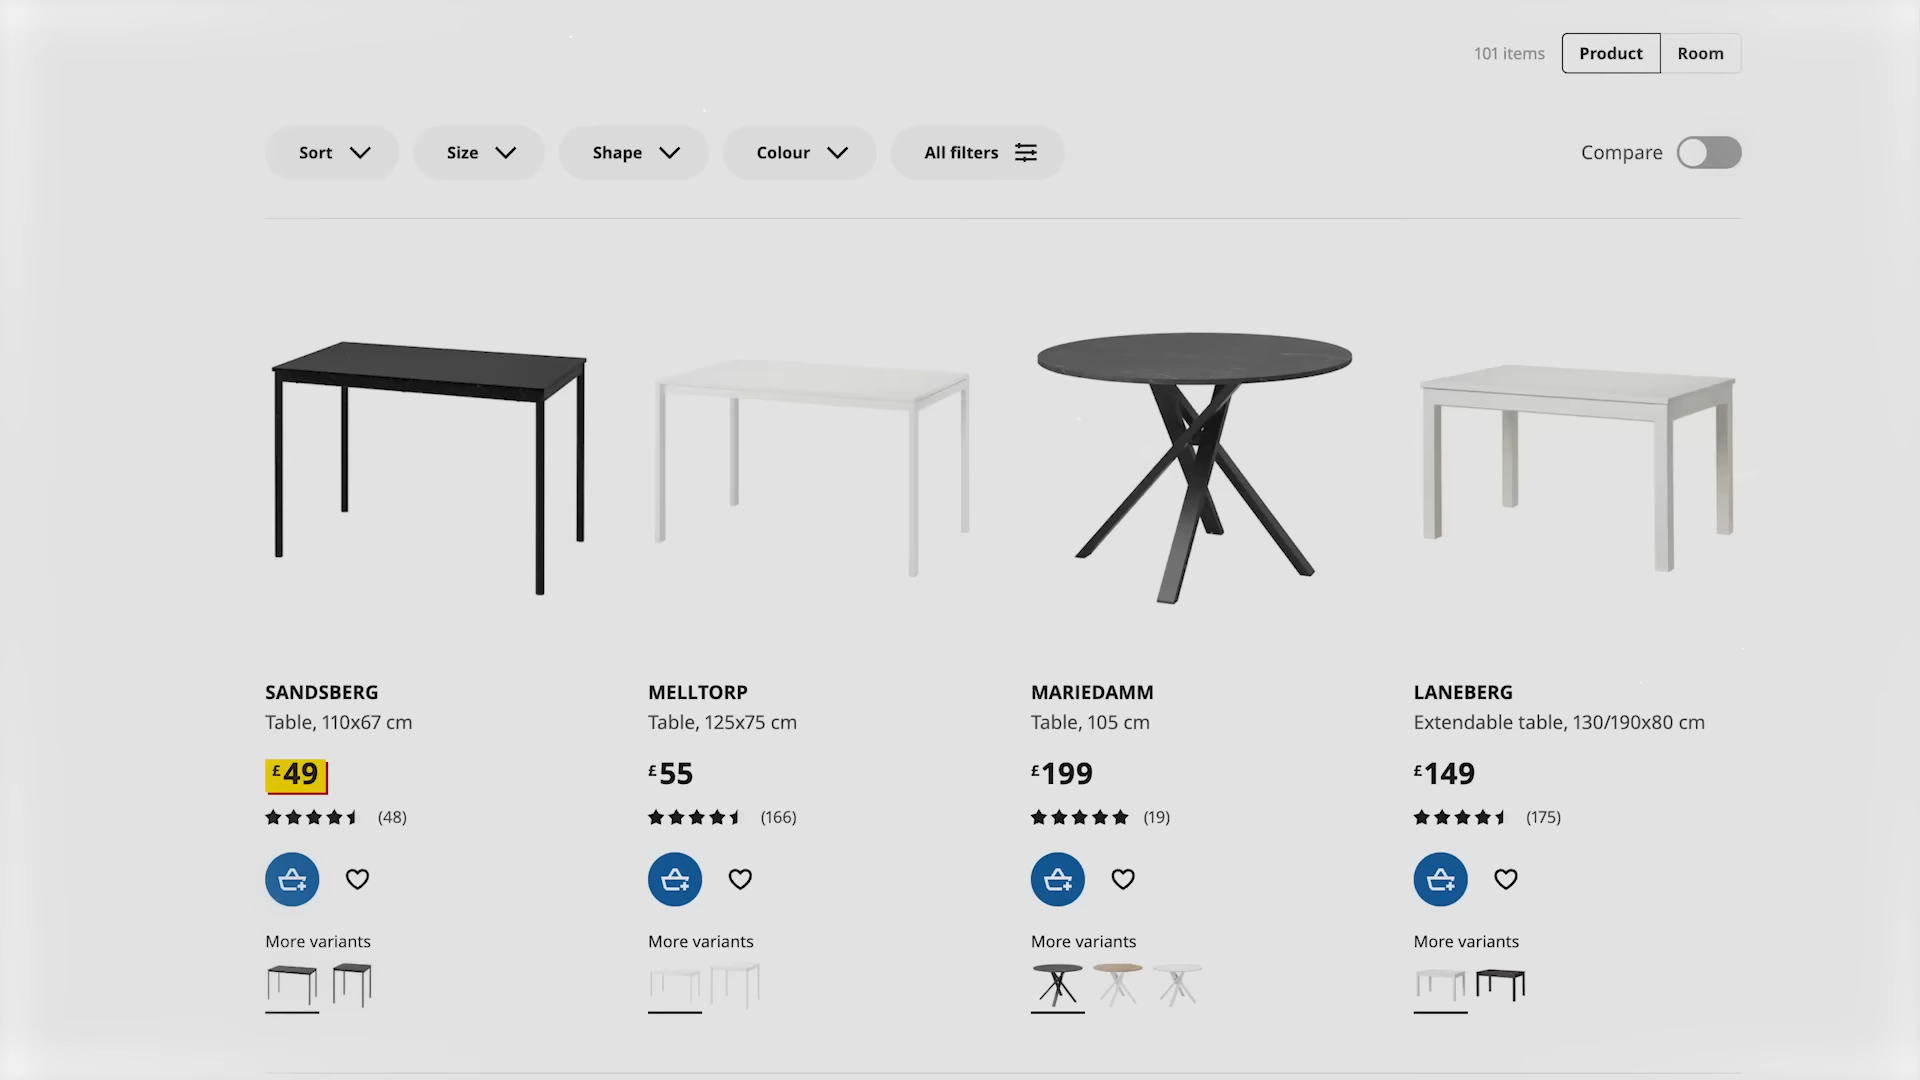 101 items Product Room
Sort Size Shape Colour All filters Compare
SANDSBERG
Table, 110x67 cm
£49
(48)
More variants
MELLTORP
Table, 125x75 cm
£55
(166)
More variants
MARIEDAMM
Table, 105 cm
£199
(19)
More variants
LANEBERG
Extendable table, 130/190x80 cm
£149
(175)
More variants